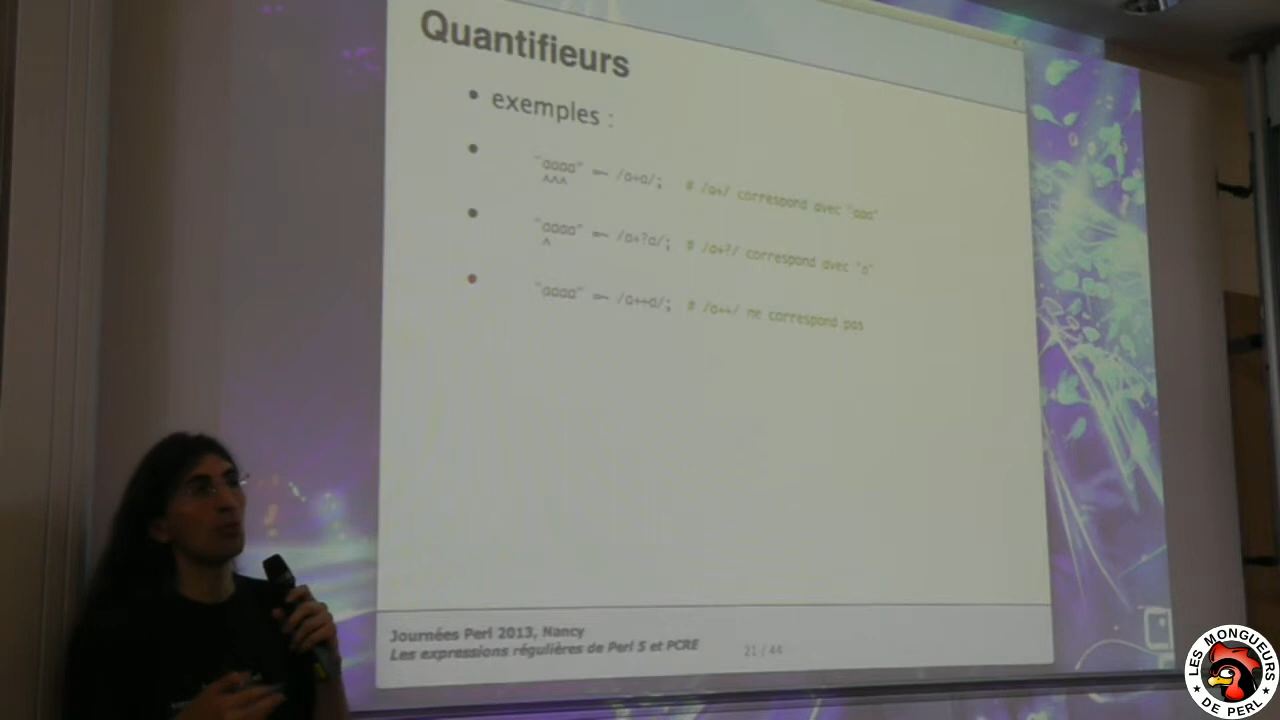 Quantifieurs
• exemples :
• "aaaa" =~ /a+a/; # /a+/ correspond avec "aaa"
^^^
• "aaaa" =~ /a+?a/; # /a+?/ correspond avec "a"
^
• "aaaa" =~ /a++a/; # /a++/ ne correspond pas
Journées Perl 2013, Nancy
Les expressions régulières de Perl 5 et PCRE
21 / 44
LES MONGUEURS
★ DE PERL ★